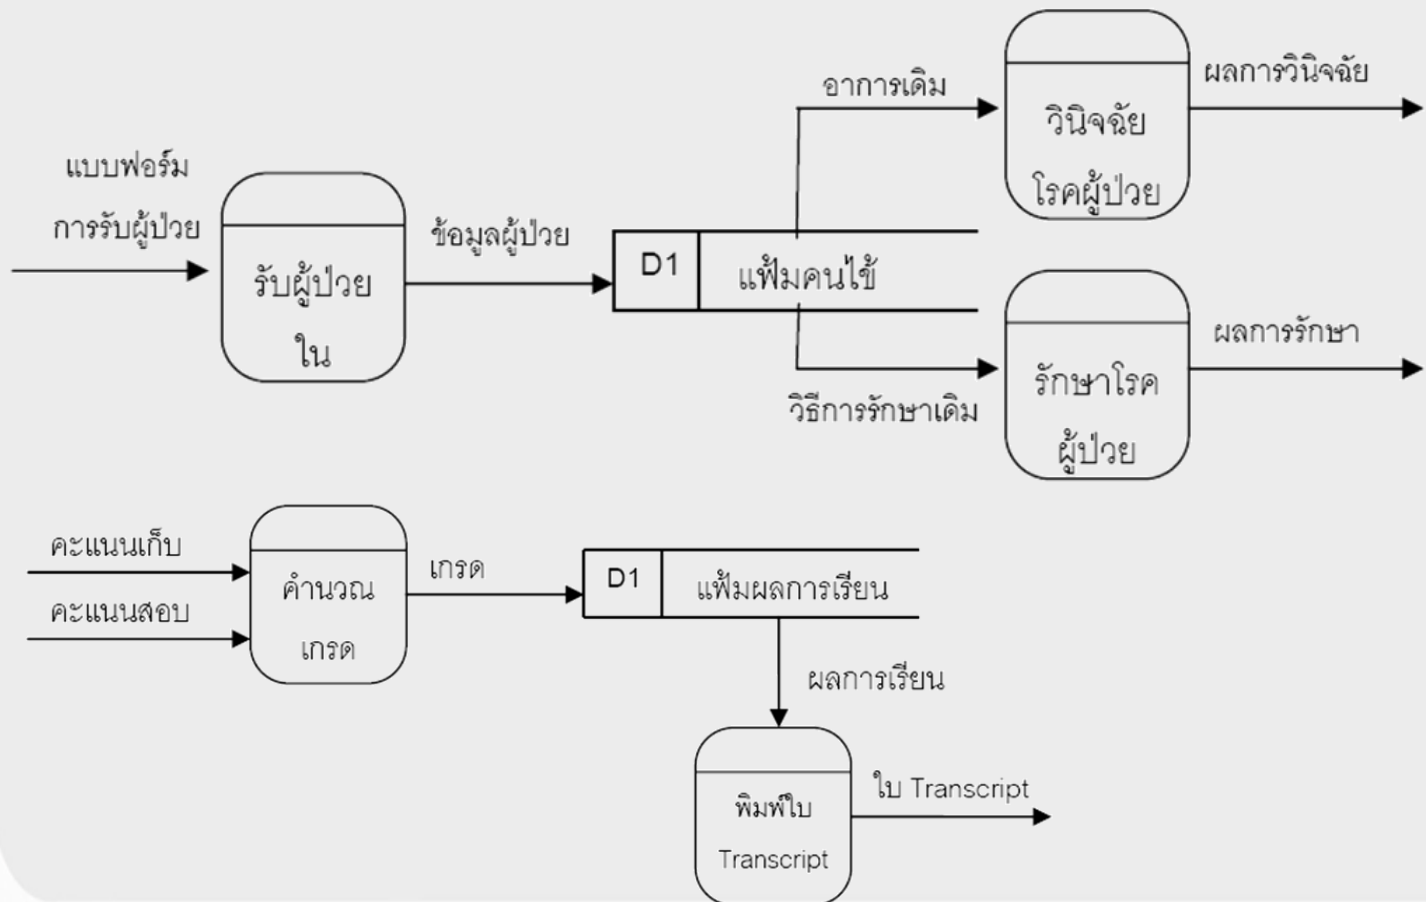 อาการเดิม
ผลการวินิจฉัย
วินิจฉัย
โรคผู้ป่วย
แบบฟอร์ม
การรับผู้ป่วย
รับผู้ป่วย
ใน
ข้อมูลผู้ป่วย
D1
แฟ้มคนไข้
วิธีการรักษาเดิม
รักษาโรค
ผู้ป่วย
ผลการรักษา
คะแนนเก็บ
คะแนนสอบ
คำนวณ
เกรด
เกรด
D1
แฟ้มผลการเรียน
ผลการเรียน
พิมพ์ใบ
Transcript
ใบ Transcript